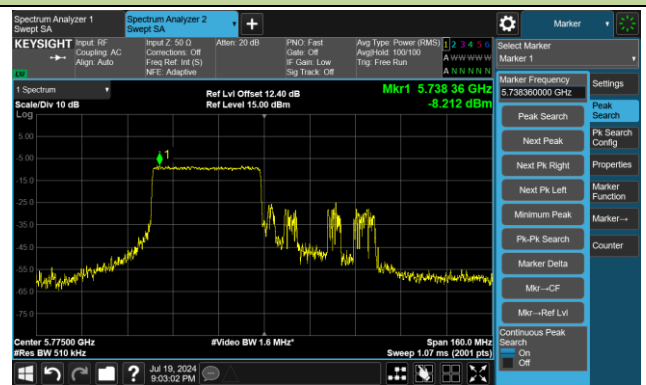 Spectrum Analyzer 1
Swept SA
Spectrum Analyzer 2
Swept SA
+
Marker
KEYSIGHT
Input: RF
Coupling: AC
Align: Auto
Input Z: 50 Ω
Corrections: Off
Freq Ref: Int (S)
NFE: Adaptive
Atten: 20 dB
PNO: Fast
Gate: Off
IF Gain: Low
Sig Track: Off
Avg Type: Power (RMS)
Avg|Hold: 100/100
Trig: Free Run
1 2 3 4 5 6
A W W W W W
A N N N N N
Select Marker
Marker 1
1 Spectrum
Scale/Div 10 dB
Log
Ref Lvl Offset 12.40 dB
Ref Level 15.00 dBm
Mkr1 5.738 36 GHz
-8.212 dBm
5.00
-5.00
-15.0
-25.0
-35.0
-45.0
-55.0
-65.0
-75.0
1
Center 5.77500 GHz
#Res BW 510 kHz
#Video BW 1.6 MHz*
Span 160.0 MHz
Sweep 1.07 ms (2001 pts)
Marker Frequency
5.738360000 GHz
Peak Search
Next Peak
Next Pk Right
Next Pk Left
Minimum Peak
Pk-Pk Search
Marker Delta
Mkr→CF
Mkr→Ref Lvl
Continuous Peak
Search
On
Off
Settings
Peak
Search
Pk Search
Config
Properties
Marker
Function
Marker→
Counter
?
Jul 19, 2024
9:03:02 PM